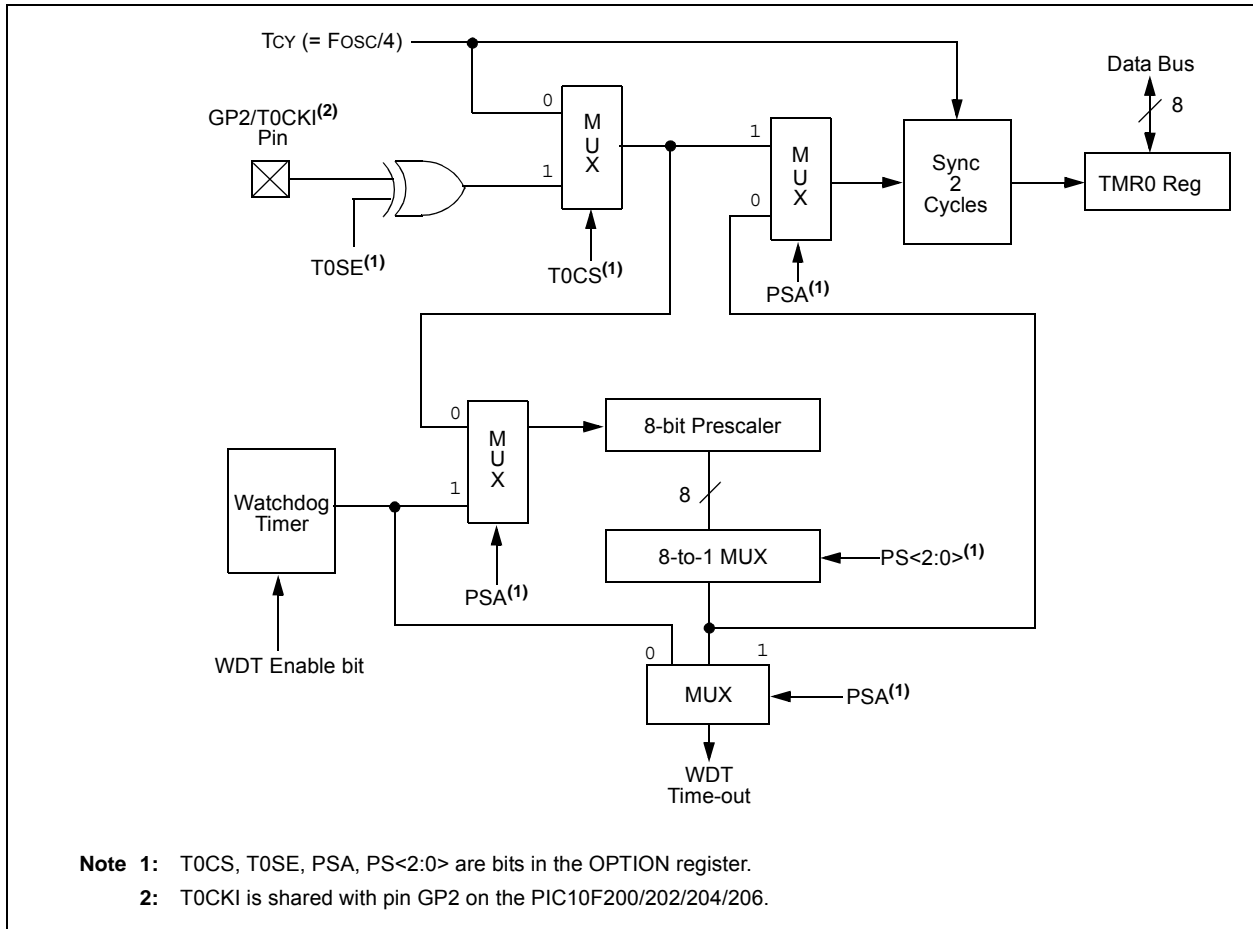 TCY (= FOSC/4)
Data Bus
8
GP2/T0CKI(2)
Pin
0
M
U
X
1
T0SE(1)
T0CS(1)
1
M
U
X
0
PSA(1)
Sync
2
Cycles
TMR0 Reg
0
M
U
X
1
8-bit Prescaler
Watchdog
Timer
8
8-to-1 MUX
PS<2:0>(1)
PSA(1)
WDT Enable bit
0
1
MUX
PSA(1)
WDT
Time-out
Note 1: T0CS, T0SE, PSA, PS<2:0> are bits in the OPTION register.
2: T0CKI is shared with pin GP2 on the PIC10F200/202/204/206.